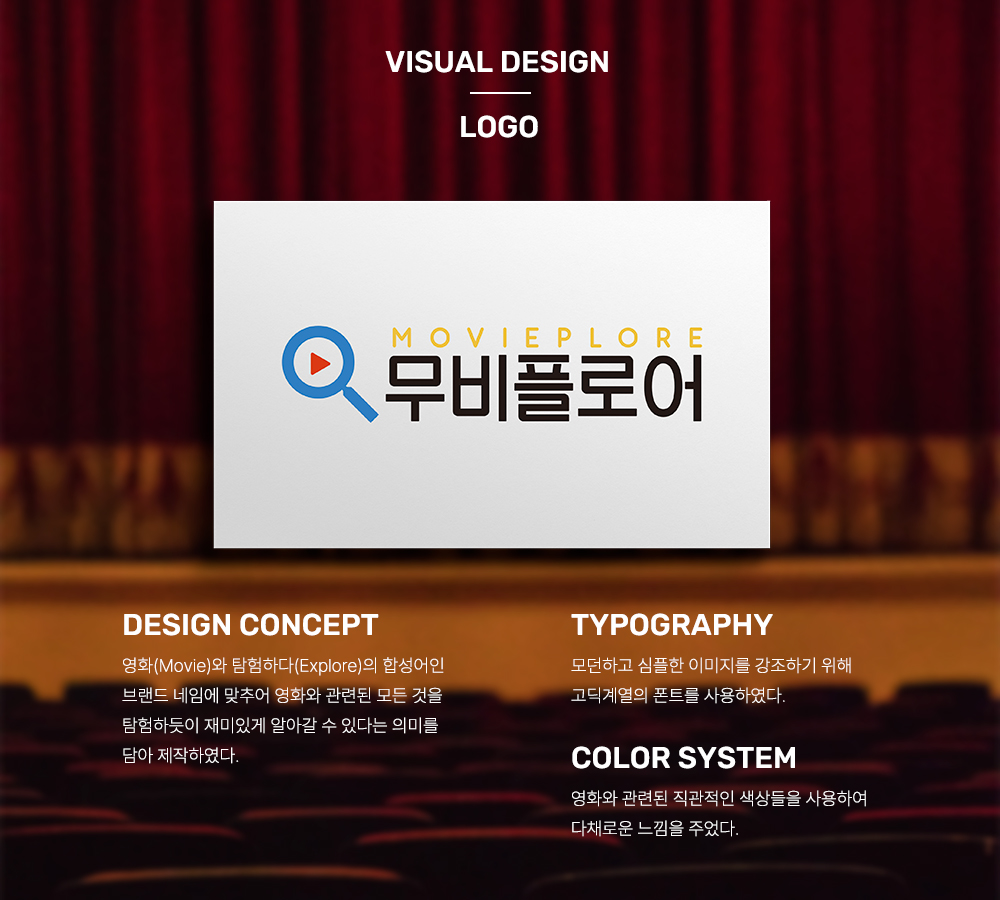 VISUAL DESIGN
LOGO
MOVIEPLORE
무비플로어
DESIGN CONCEPT
영화(Movie)와 탐험하다(Explore)의 합성어인
브랜드 네임에 맞추어 영화와 관련된 모든 것을
탐험하듯이 재미있게 알아갈 수 있다는 의미를
담아 제작하였다.
TYPOGRAPHY
모던하고 심플한 이미지를 강조하기 위해
고딕계열의 폰트를 사용하였다.
COLOR SYSTEM
영화와 관련된 직관적인 색상들을 사용하여
다채로운 느낌을 주었다.